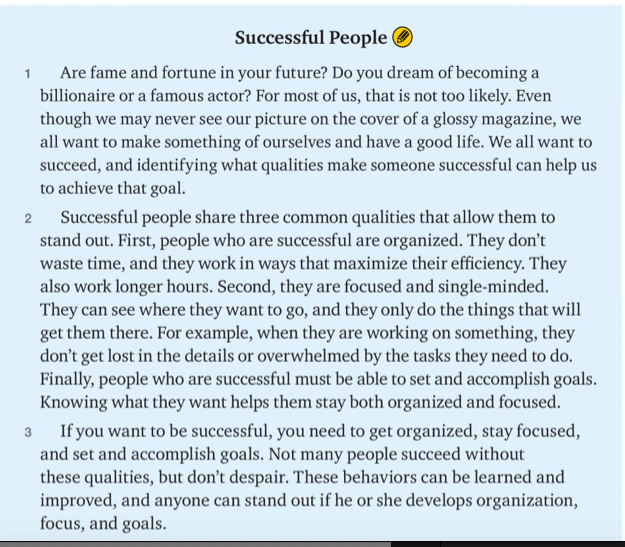 Successful People
1 Are fame and fortune in your future? Do you dream of becoming a
billionaire or a famous actor? For most of us, that is not too likely. Even
though we may never see our picture on the cover of a glossy magazine, we
all want to make something of ourselves and have a good life. We all want to
succeed, and identifying what qualities make someone successful can help us
to achieve that goal.
2 Successful people share three common qualities that allow them to
stand out. First, people who are successful are organized. They don’t
waste time, and they work in ways that maximize their efficiency. They
also work longer hours. Second, they are focused and single-minded.
They can see where they want to go, and they only do the things that will
get them there. For example, when they are working on something, they
don’t get lost in the details or overwhelmed by the tasks they need to do.
Finally, people who are successful must be able to set and accomplish goals.
Knowing what they want helps them stay both organized and focused.
3 If you want to be successful, you need to get organized, stay focused,
and set and accomplish goals. Not many people succeed without
these qualities, but don’t despair. These behaviors can be learned and
improved, and anyone can stand out if he or she develops organization,
focus, and goals.